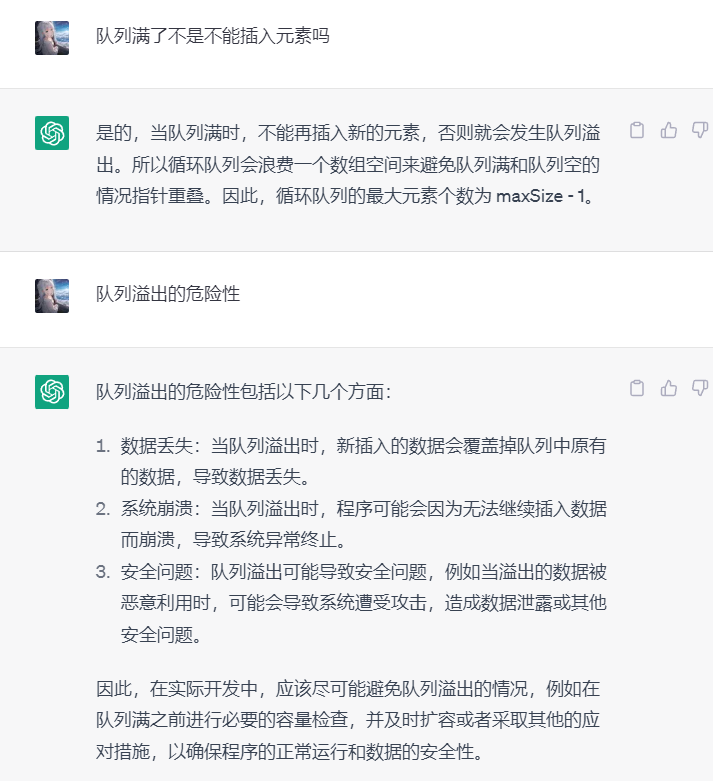 队列满了不是不能插入元素吗
是的，当队列满时，不能再插入新的元素，否则就会发生队列溢
出。所以循环队列会浪费一个数组空间来避免队列满和队列空的
情况指针重叠。因此，循环队列的最大元素个数为 maxSize - 1。
队列溢出的危险性
队列溢出的危险性包括以下几个方面：
1. 数据丢失：当队列溢出时，新插入的数据会覆盖掉队列中原有
的数据，导致数据丢失。
2. 系统崩溃：当队列溢出时，程序可能会因为无法继续插入数据
而崩溃，导致系统异常终止。
3. 安全问题：队列溢出可能导致安全问题，例如当溢出的数据被
恶意利用时，可能会导致系统遭受攻击，造成数据泄露或其他
安全问题。
因此，在实际开发中，应该尽可能避免队列溢出的情况，例如在
队列满之前进行必要的容量检查，并及时扩容或者采取其他的应
对措施，以确保程序的正常运行和数据的安全性。